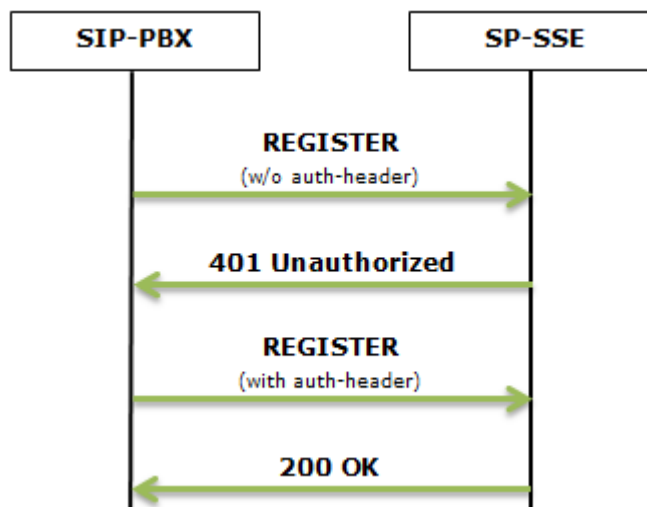 SIP-PBX
SP-SSE
REGISTER
(w/o auth-header)
401 Unauthorized
REGISTER
(with auth-header)
200 OK